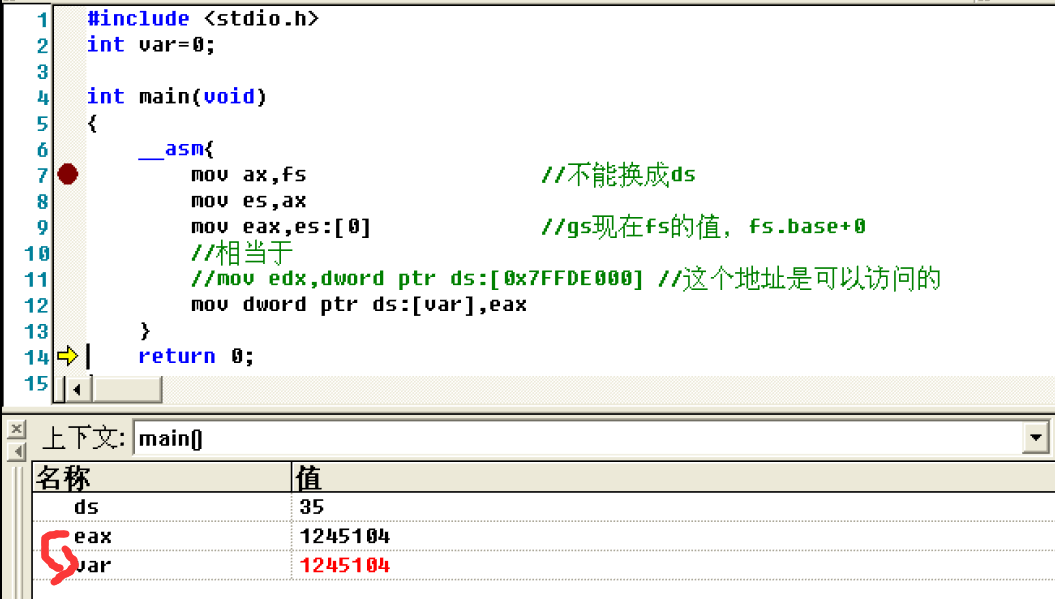 1 #include <stdio.h>
2 int var=0;
3
4 int main(void)
5 {
6 __asm{
7 mov ax,fs //不能换成ds
8 mov es,ax
9 mov eax,es:[0] //gs现在fs的值，fs.base+0
10 //相当于
11 //mov edx,dword ptr ds:[0x7FFDE000] //这个地址是可以访问的
12 mov dword ptr ds:[var],eax
13 }
14 return 0;
15
上下文: main()
名称 值
ds 35
eax 1245104
var 1245104